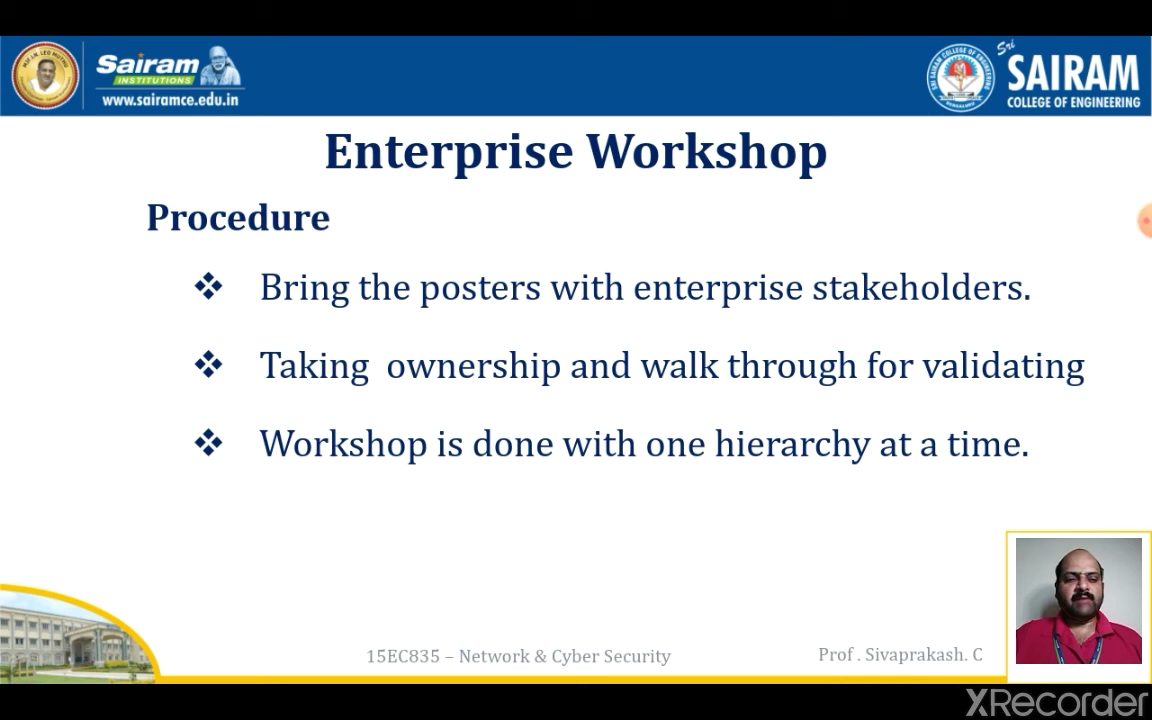 Sairam
INSTITUTIONS
www.sairamce.edu.in
Sri
SAIRAM
COLLEGE OF ENGINEERING
Enterprise Workshop
Procedure
❖ Bring the posters with enterprise stakeholders.
❖ Taking ownership and walk through for validating
❖ Workshop is done with one hierarchy at a time.
15EC835 – Network & Cyber Security
Prof . Sivaprakash. C
XRecorder